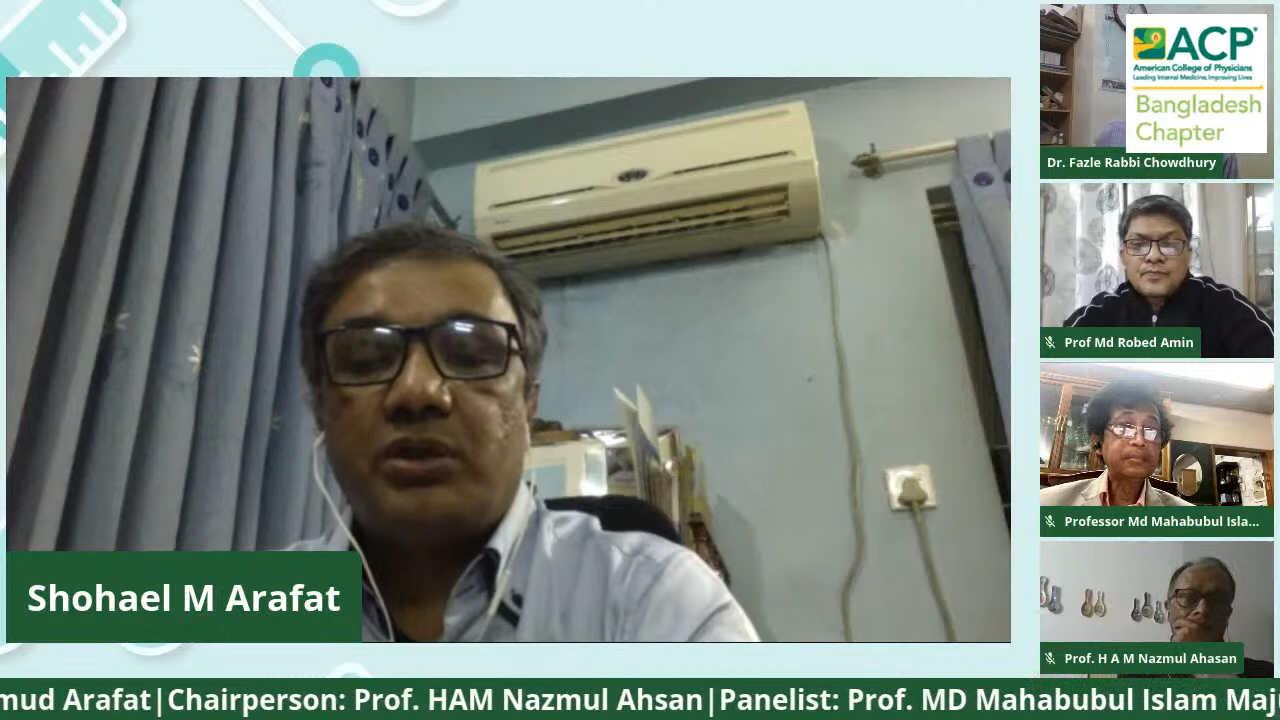 ACP
American College of Physicians
Leading Internal Medicine, Improving Lives
Bangladesh
Chapter
Dr. Fazle Rabbi Chowdhury
Prof Md Robed Amin
Professor Md Mahabubul Isla...
Prof. H A M Nazmul Ahasan
Shohael M Arafat
mud Arafat|Chairperson: Prof. HAM Nazmul Ahsan|Panelist: Prof. MD Mahabubul Islam Maj